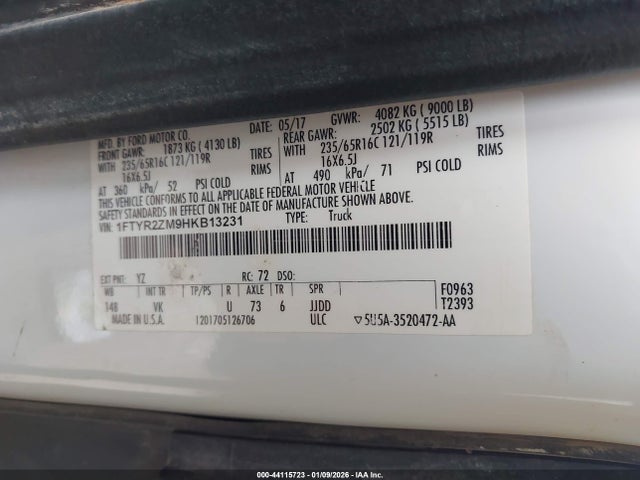 MFD. BY FORD MOTOR CO.
DATE: 05/17 GVWR: 4082 KG ( 9000 LB)
FRONT GAWR: 1873 KG ( 4130 LB) REAR GAWR: 2502 KG ( 5515 LB)
WITH 235/65R16C 121/119R TIRES WITH 235/65R16C 121/119R TIRES
16X6.5J RIMS 16X6.5J RIMS
AT 360 kPa/ 52 PSI COLD AT 490 kPa/ 71 PSI COLD
THIS VEHICLE CONFORMS TO ALL APPLICABLE FEDERAL MOTOR VEHICLE
SAFETY STANDARDS IN EFFECT ON THE DATE OF MANUFACTURE SHOWN ABOVE.
VIN: 1FTYR2ZM9HKB13231 TYPE: Truck
EXT PNT: YZ RC: 72 DSO:
WB INT TR TP/PS R AXLE TR SPR F0963
148 VK U 73 6 JJDD T2393
MADE IN U.S.A. 1201705126706 ULC ▽5U5A-3520472-AA
000-44115723 - 01/09/2026 - IAAI, Inc.